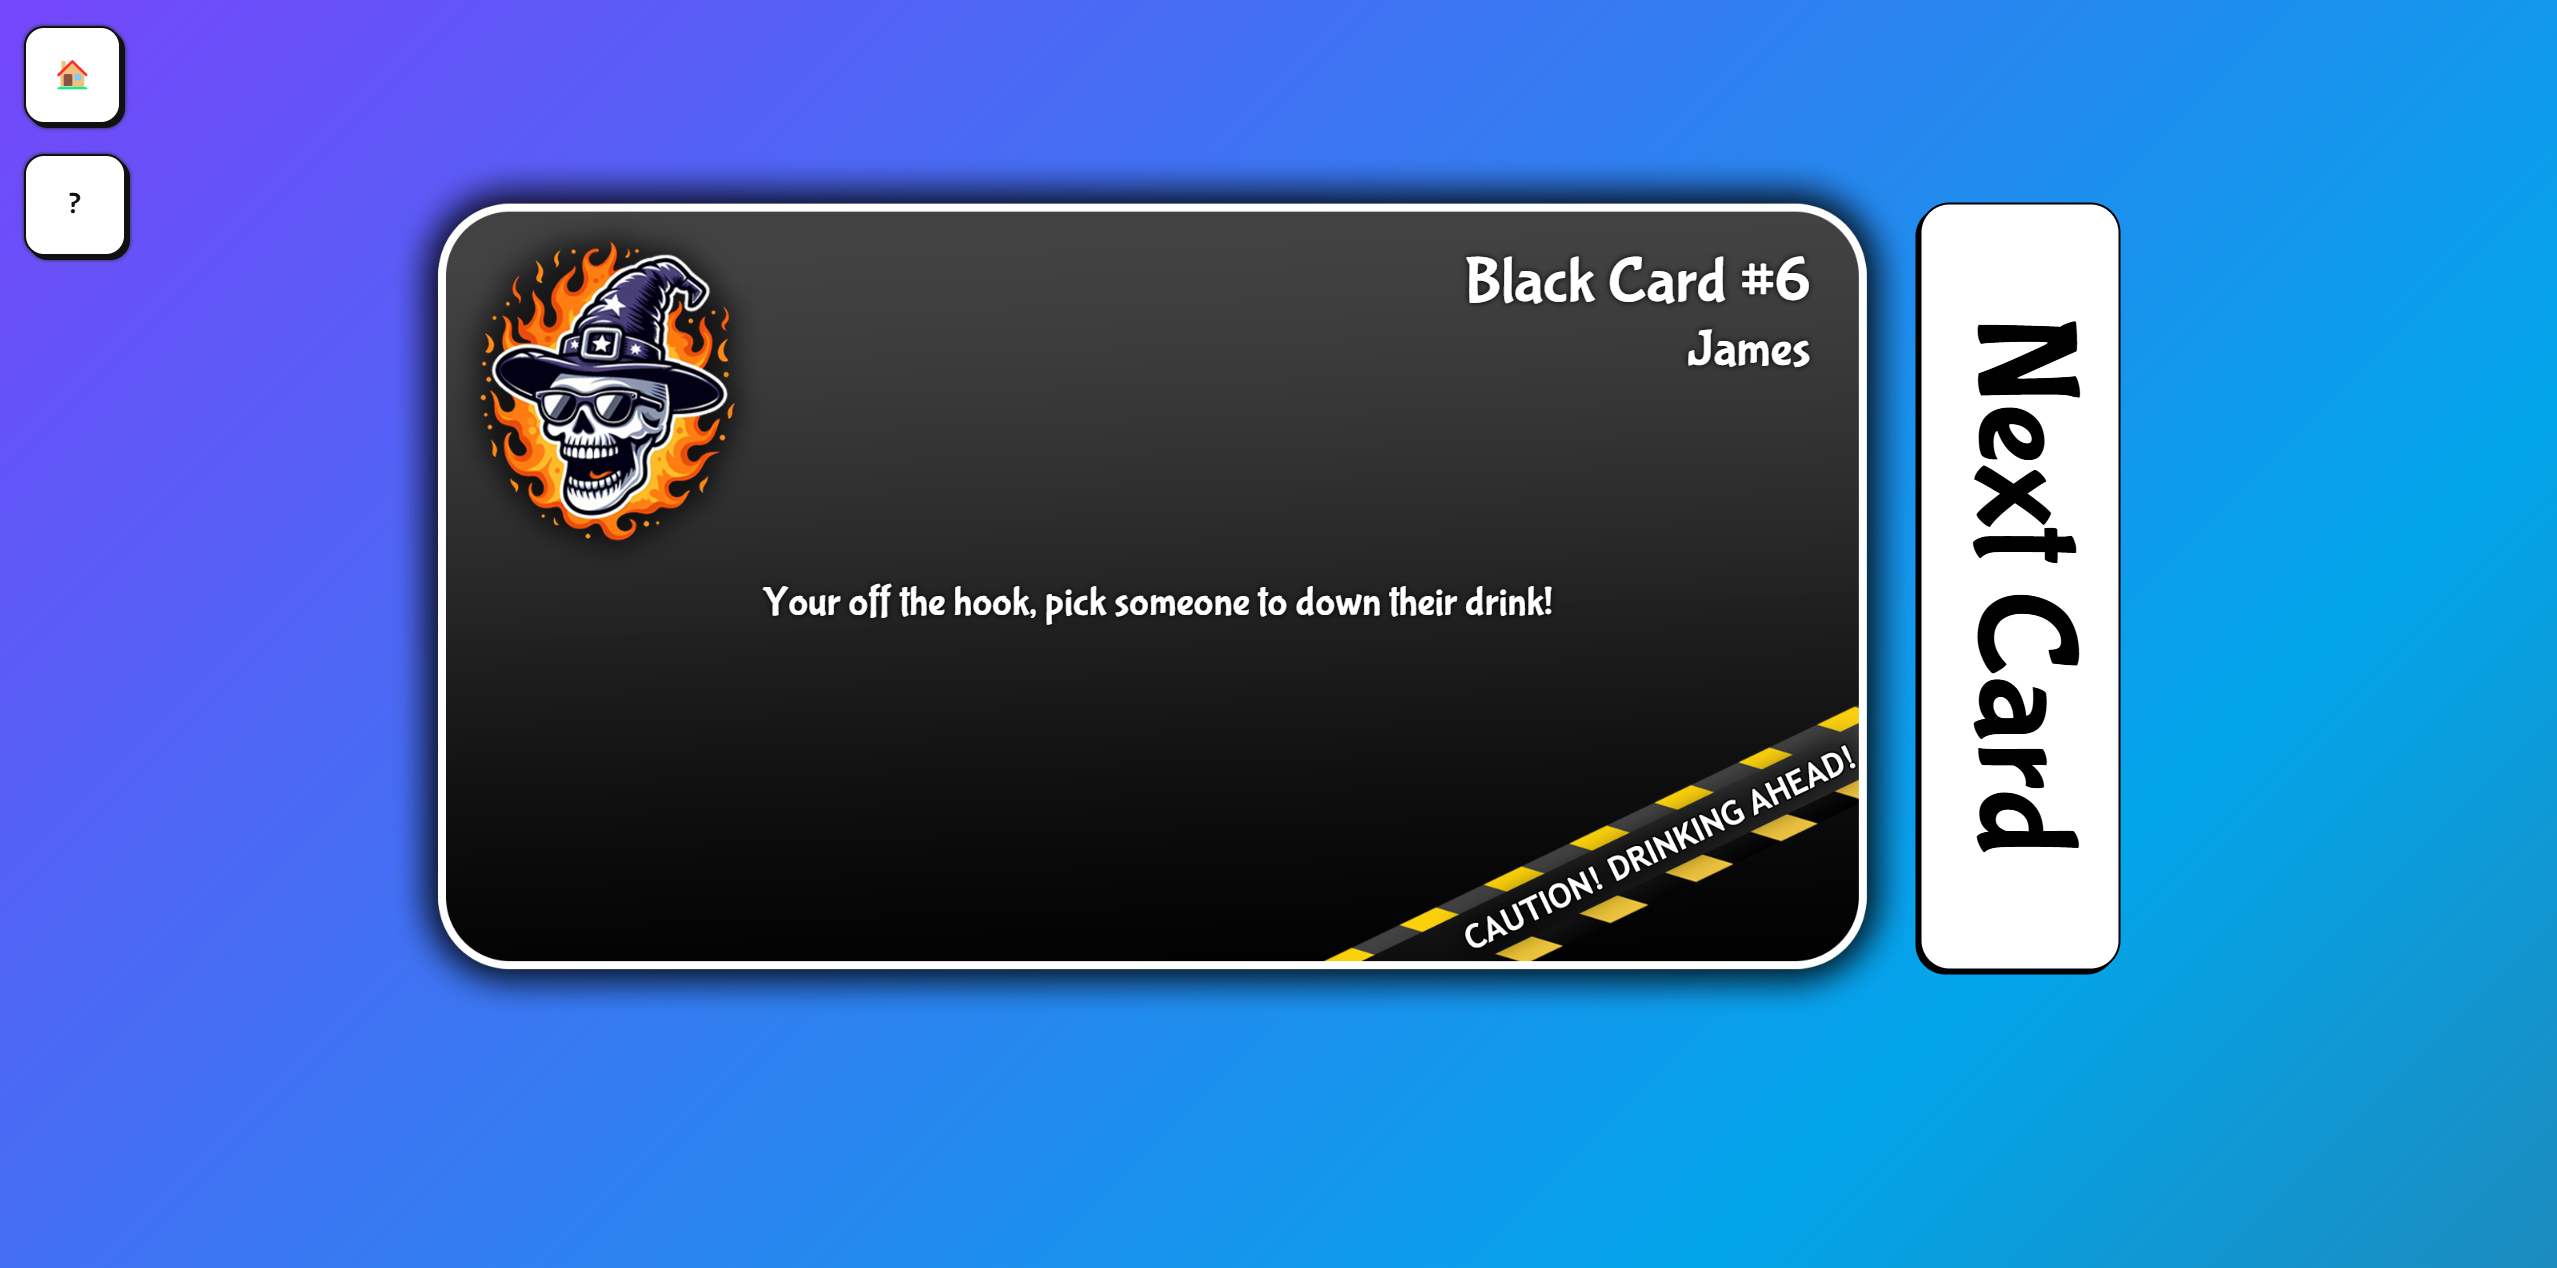 ?
Black Card #6
James
Your off the hook, pick someone to down their drink!
CAUTION! DRINKING AHEAD!
Next Card